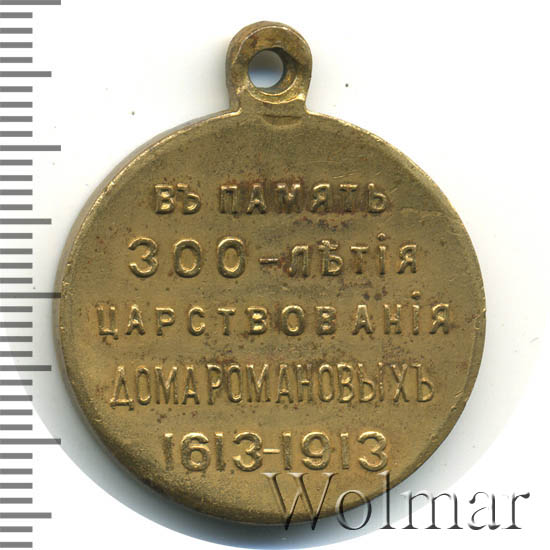 ВЪ ПАМЯТЬ
300-ЛѢТІЯ
ЦАРСТВОВАНІЯ
ДОМА РОМАНОВЫХЪ
1613-1913
Wolmar